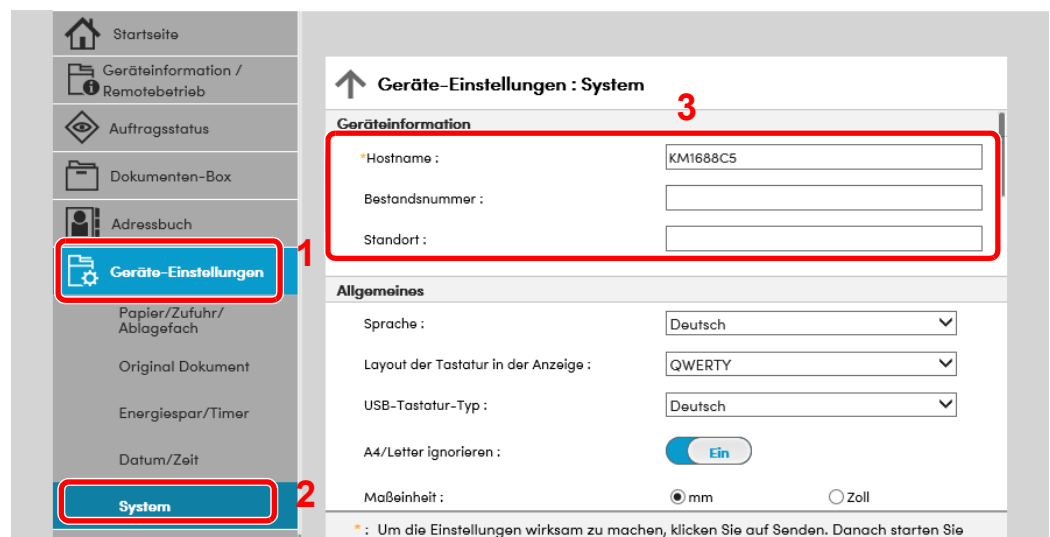 Startseite
Geräteinformation /
Remotebetrieb
Auftragsstatus
Dokumenten-Box
Adressbuch
1
Geräte-Einstellungen
Papier/Zufuhr/
Ablagefach
Original Dokument
Energiespar/Timer
Datum/Zeit
2
System
Geräte-Einstellungen : System
3
Geräteinformation
*Hostname : KM1688C5
Bestandsnummer :
Standort :
Allgemeines
Sprache : Deutsch
Layout der Tastatur in der Anzeige : QWERTY
USB-Tastatur-Typ : Deutsch
A4/Letter ignorieren : Ein
Maßeinheit : mm Zoll
* : Um die Einstellungen wirksam zu machen, klicken Sie auf Senden. Danach starten Sie